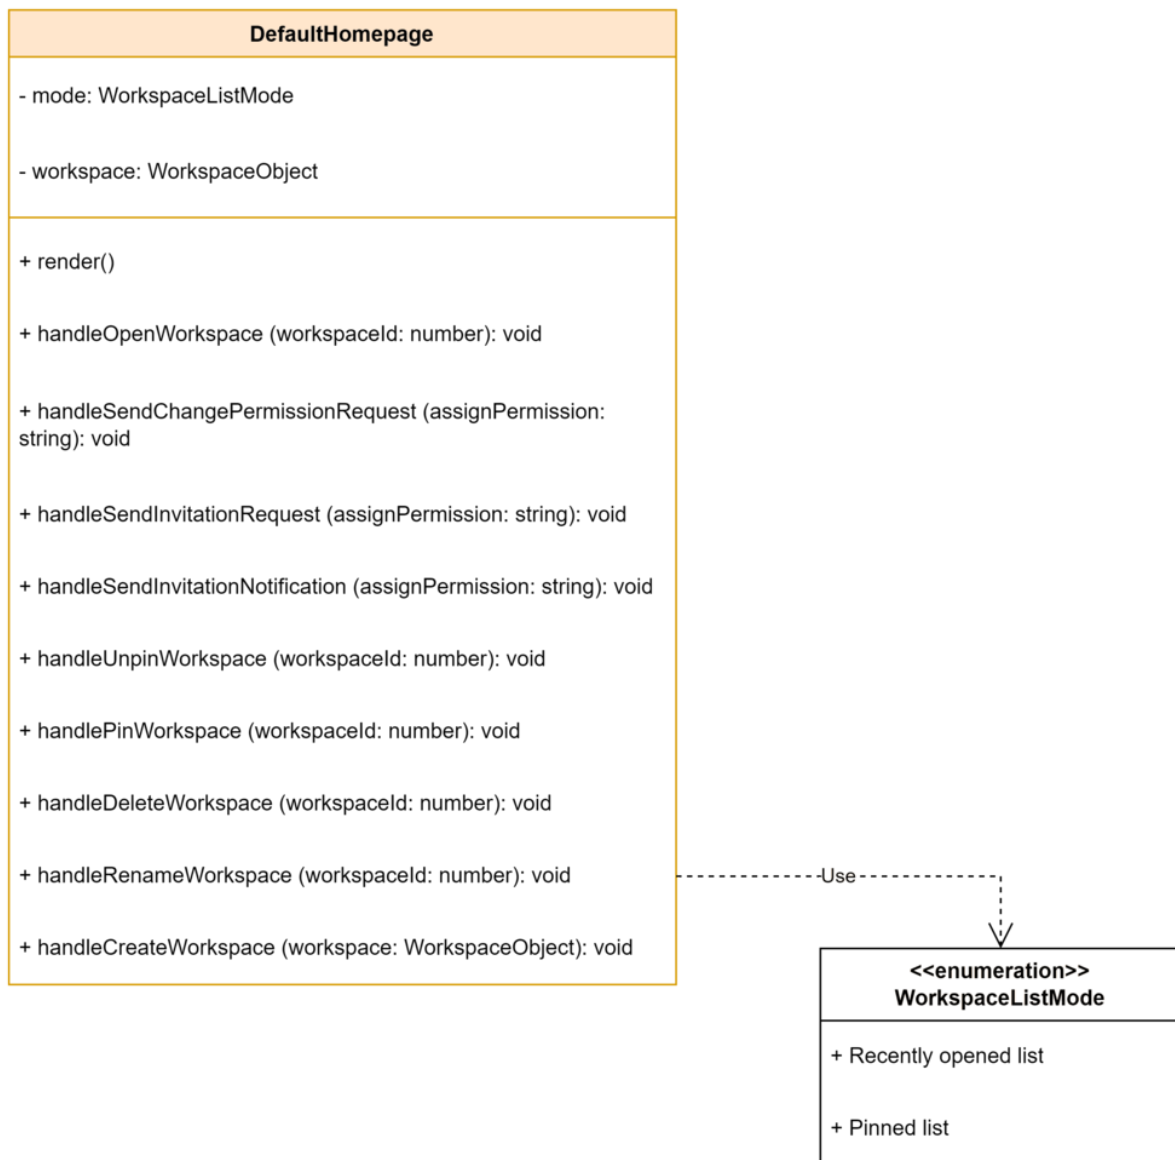 DefaultHomepage
- mode: WorkspaceListMode
- workspace: WorkspaceObject
+ render()
+ handleOpenWorkspace (workspaceId: number): void
+ handleSendChangePermissionRequest (assignPermission:
string): void
+ handleSendInvitationRequest (assignPermission: string): void
+ handleSendInvitationNotification (assignPermission: string): void
+ handleUnpinWorkspace (workspaceId: number): void
+ handlePinWorkspace (workspaceId: number): void
+ handleDeleteWorkspace (workspaceId: number): void
+ handleRenameWorkspace (workspaceId: number): void
Use
+ handleCreateWorkspace (workspace: WorkspaceObject): void
<<enumeration>>
WorkspaceListMode
+ Recently opened list
+ Pinned list